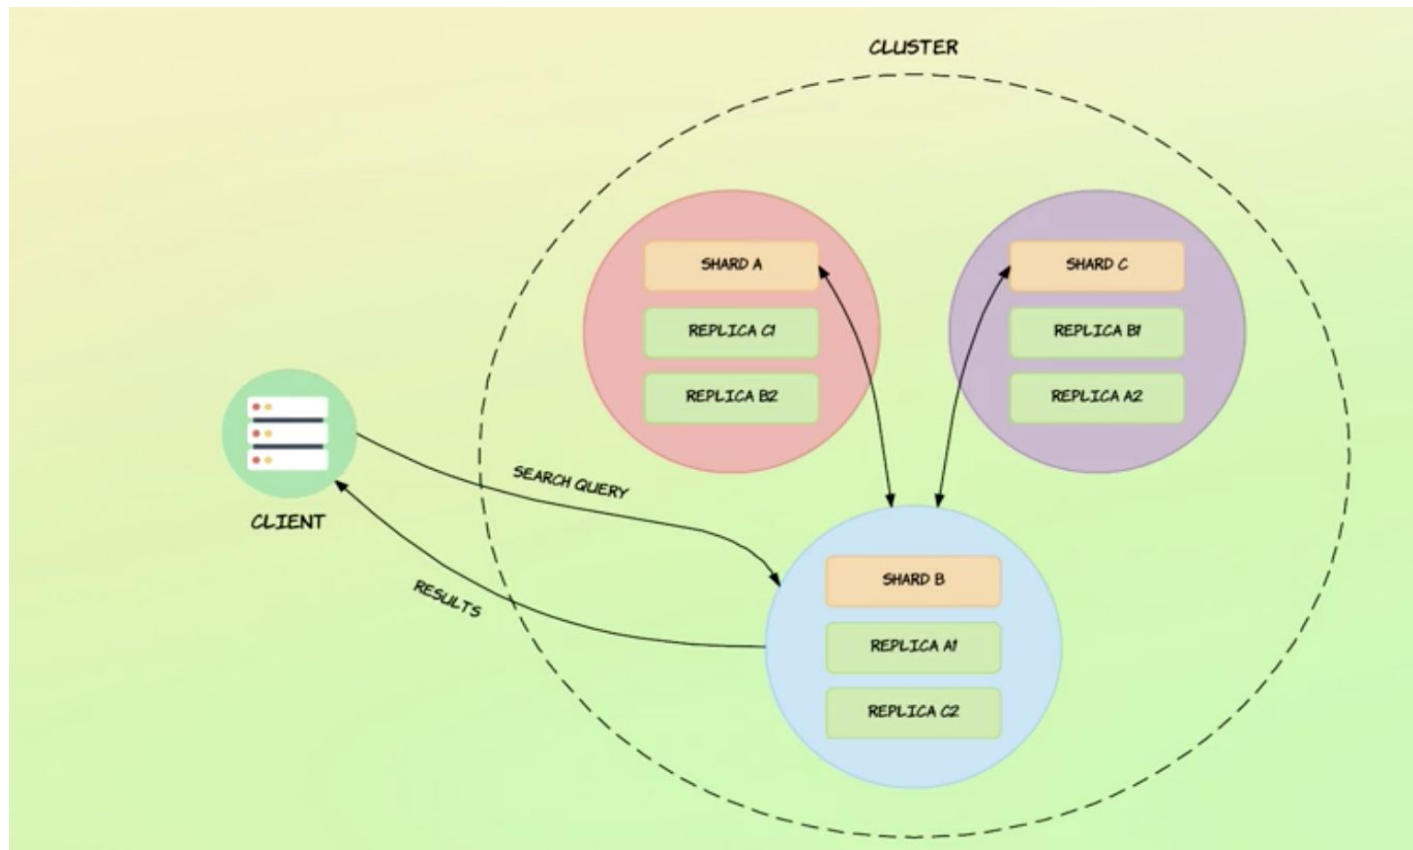 CLUSTER
SHARD A
REPLICA C1
REPLICA B2
SHARD C
REPLICA B1
REPLICA A2
CLIENT
SEARCH QUERY
RESULTS
SHARD B
REPLICA A1
REPLICA C2